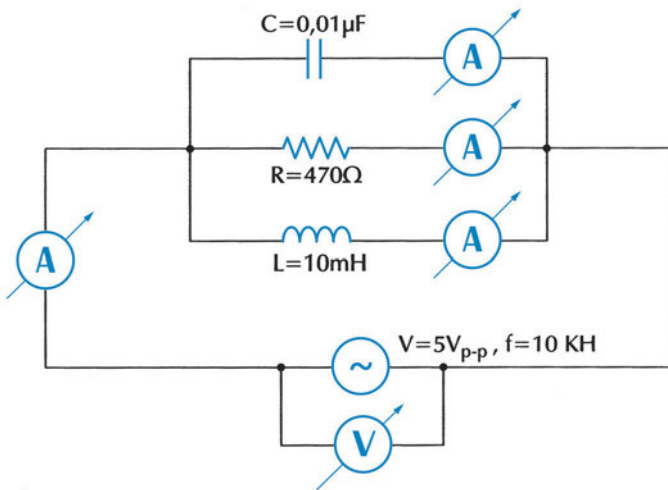 C=0,01µF
A
A
R=470Ω
A
L=10mH
A
V=5Vp-p , f=10 KH
~
V